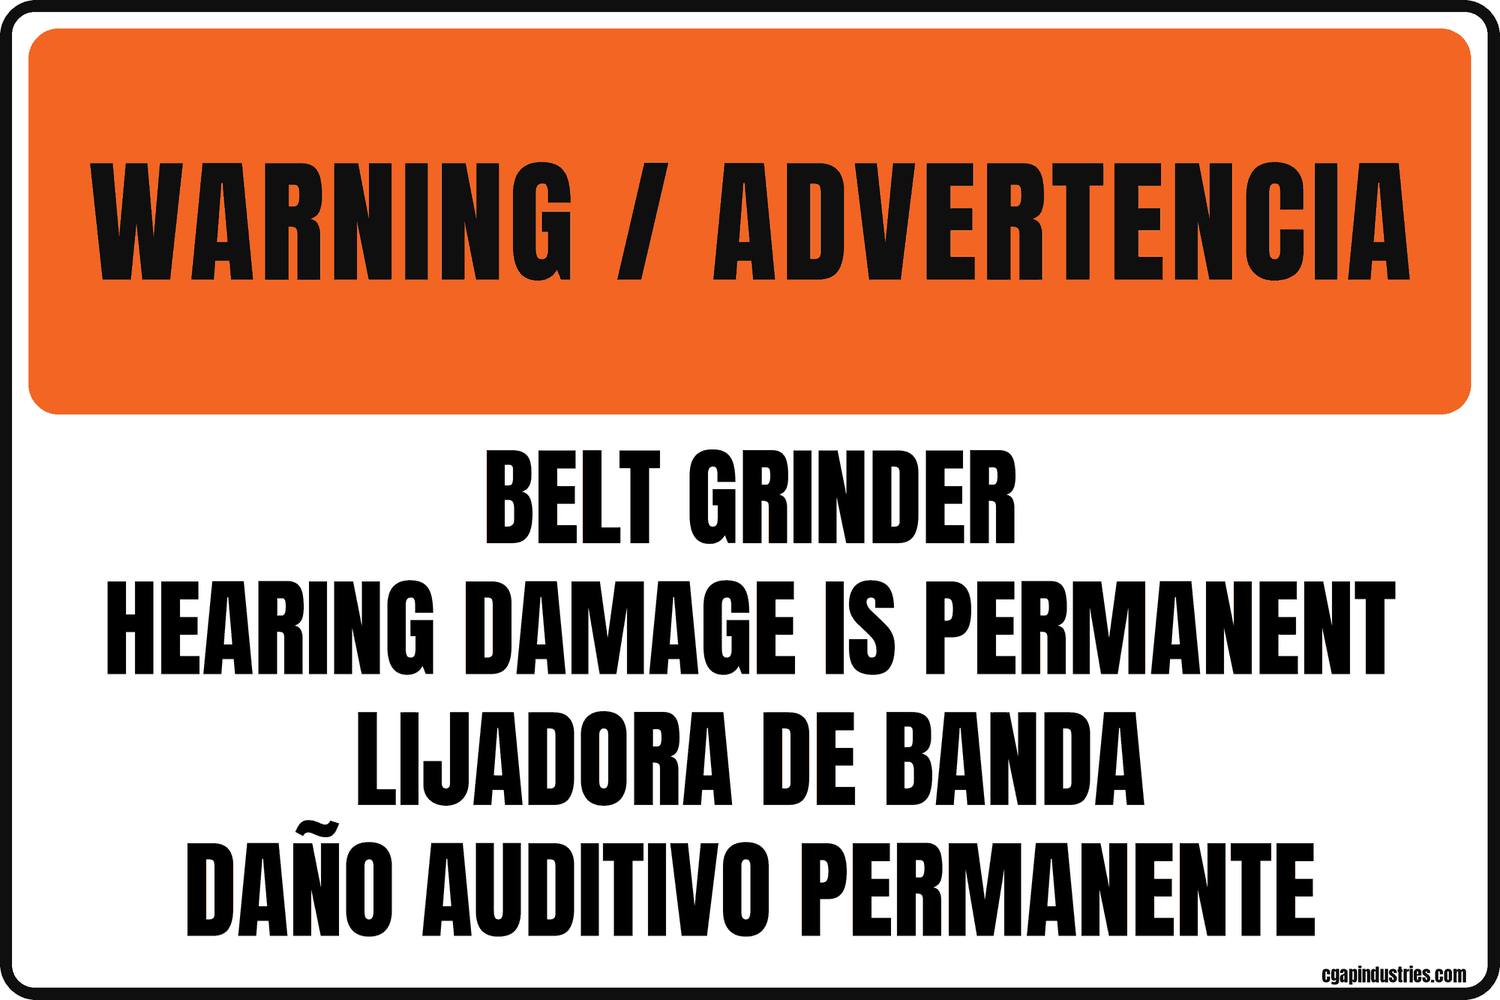 WARNING / ADVERTENCIA
BELT GRINDER
HEARING DAMAGE IS PERMANENT
LIJADORA DE BANDA
DAÑO AUDITIVO PERMANENTE
cgapindustries.com